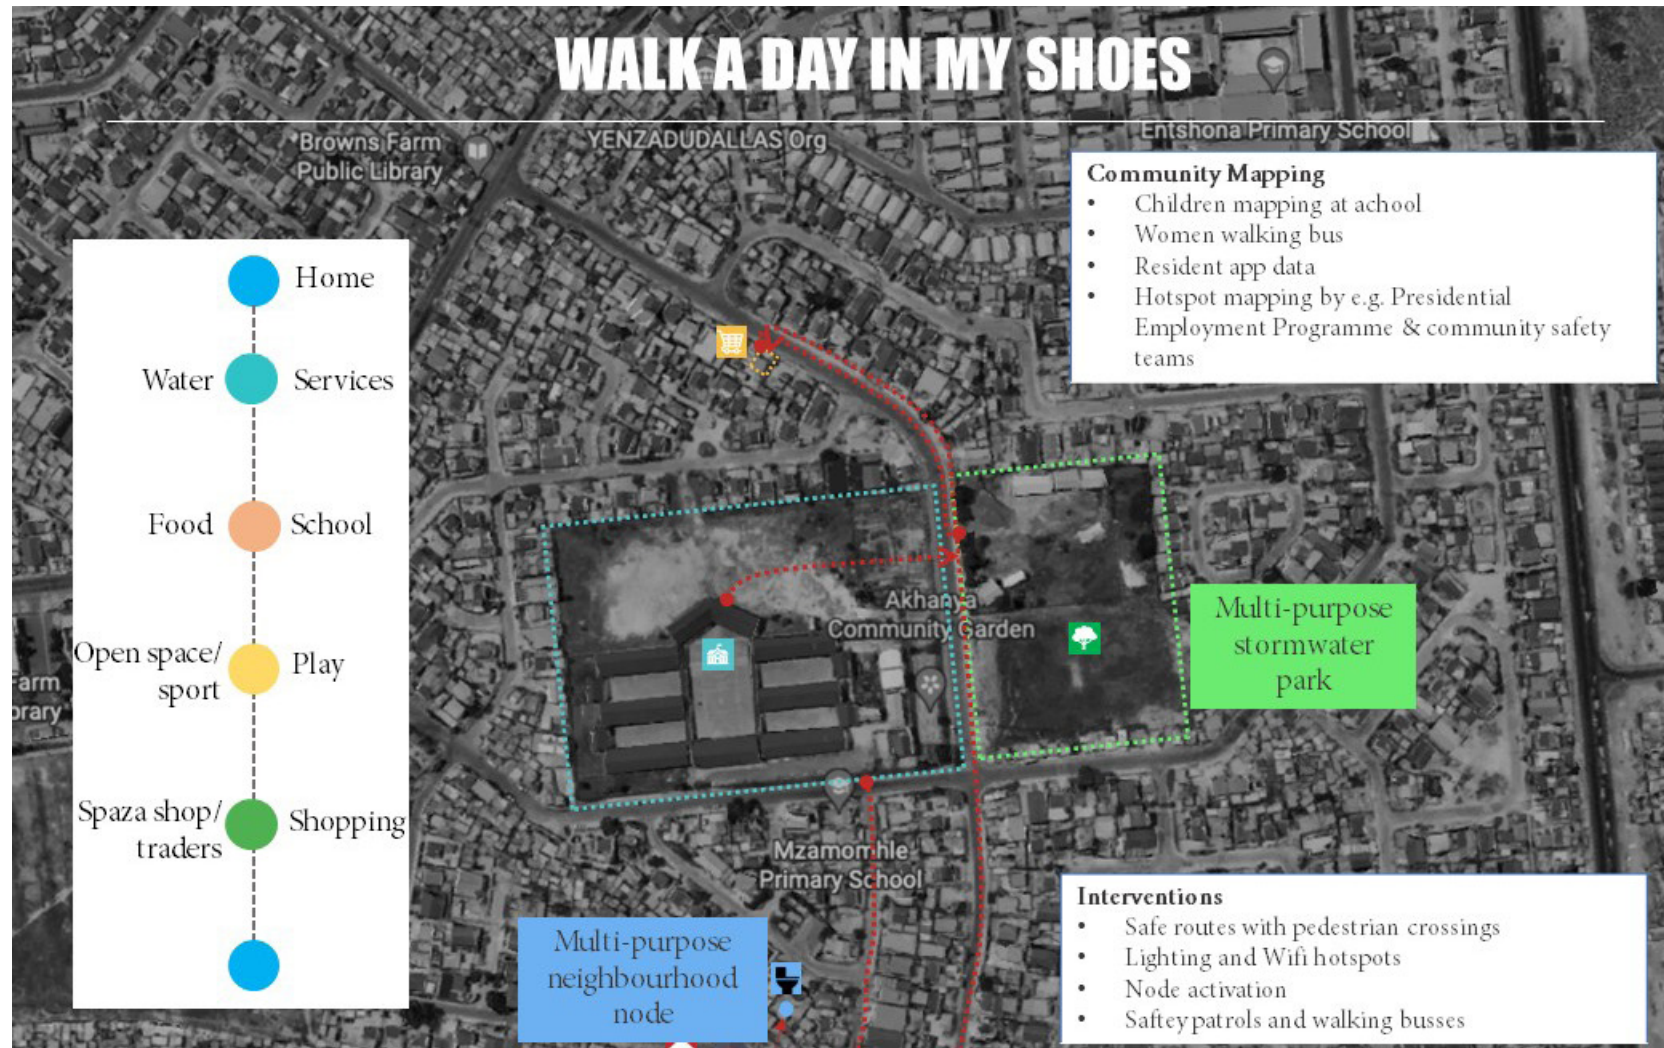 WALK A DAY IN MY SHOES
Browns Farm
Public Library
YENZADUDALLAS Org
Entshona Primary School
Community Mapping
• Children mapping at achool
• Women walking bus
• Resident app data
• Hotspot mapping by e.g. Presidential
Employment Programme & community safety
teams
Home
Water Services
Food School
Open space/
sport
Play
Spaza shop/
traders
Shopping
arm
orary
Akhanya
Community Garden
Multi-purpose
stormwater
park
Mzamomhle
Primary School
Multi-purpose
neighbourhood
node
Interventions
• Safe routes with pedestrian crossings
• Lighting and Wifi hotspots
• Node activation
• Saftey patrols and walking busses